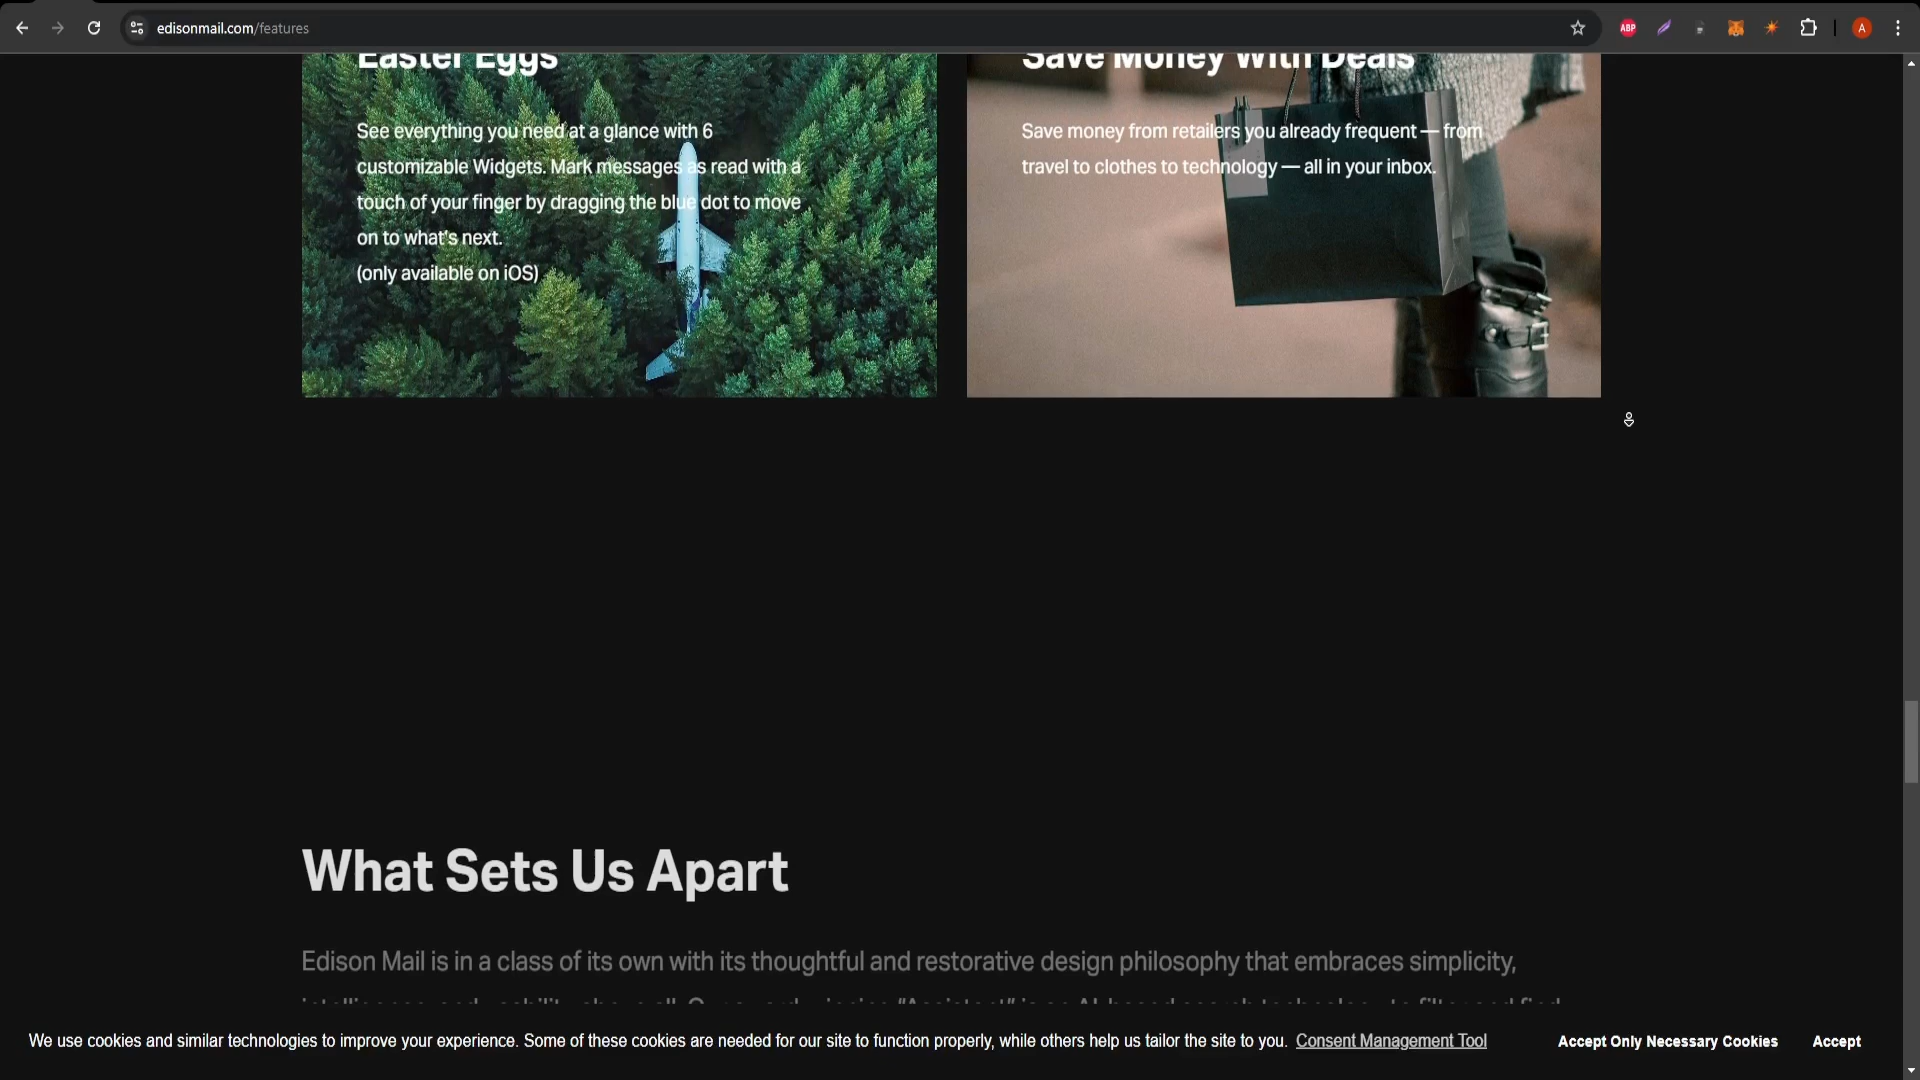 edisonmail.com/features
ABP
A
Easter Eggs
See everything you need at a glance with 6
customizable Widgets. Mark messages as read with a
touch of your finger by dragging the blue dot to move
on to what's next.
(only available on iOS)
Save Money With Deals
Save money from retailers you already frequent — from
travel to clothes to technology — all in your inbox.
What Sets Us Apart
Edison Mail is in a class of its own with its thoughtful and restorative design philosophy that embraces simplicity,
We use cookies and similar technologies to improve your experience. Some of these cookies are needed for our site to function properly, while others help us tailor the site to you. Consent Management Tool
Accept Only Necessary Cookies
Accept